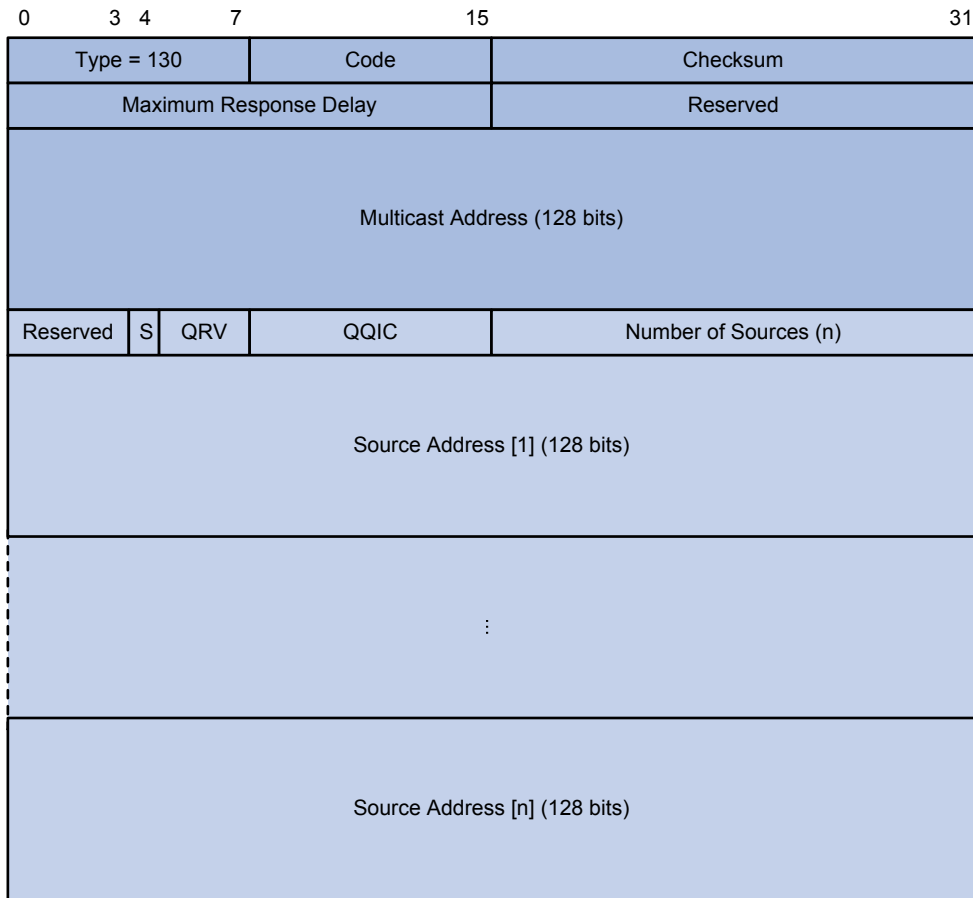 0 3 4 7 15 31
Type = 130 Code Checksum
Maximum Response Delay Reserved
Multicast Address (128 bits)
Reserved S QRV QQIC Number of Sources (n)
Source Address [1] (128 bits)
...
Source Address [n] (128 bits)